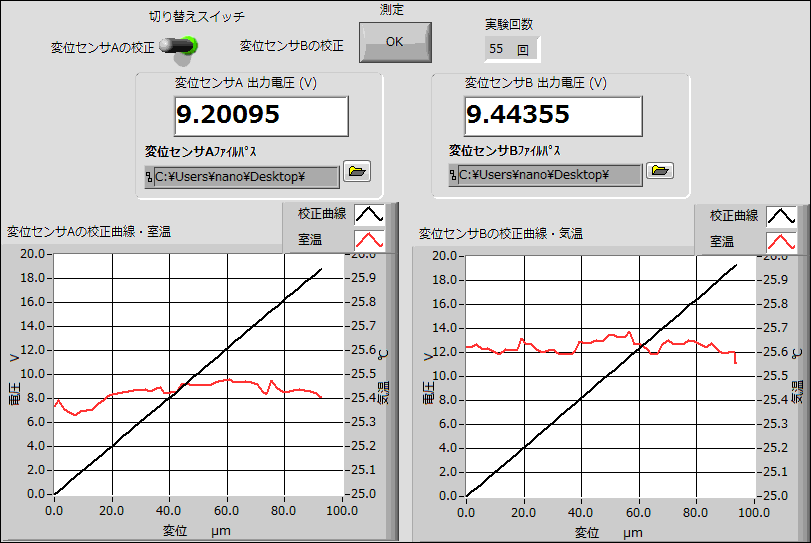 切り替えスイッチ
変位センサAの校正
変位センサBの校正
測定
OK
実験回数
55 回
変位センサA 出力電圧 (V)
9.20095
変位センサAﾌｧｲﾙﾊﾟｽ
C:¥Users¥nano¥Desktop¥
変位センサB 出力電圧 (V)
9.44355
変位センサBﾌｧｲﾙﾊﾟｽ
C:¥Users¥nano¥Desktop¥
変位センサAの校正曲線・室温
校正曲線
室温
電圧 V
20.0
18.0
16.0
14.0
12.0
10.0
8.0
6.0
4.0
2.0
0.0
25.9
25.8
25.7
25.6
25.5
25.4
25.3
25.2
25.1
25.0
気温 ℃
0.0 20.0 40.0 60.0 80.0 100.0
変位 μm
変位センサBの校正曲線・気温
校正曲線
室温
電圧 V
20.0
18.0
16.0
14.0
12.0
10.0
8.0
6.0
4.0
2.0
0.0
25.9
25.8
25.7
25.6
25.5
25.4
25.3
25.2
25.1
25.0
気温 ℃
0.0 20.0 40.0 60.0 80.0 100.0
変位 μm